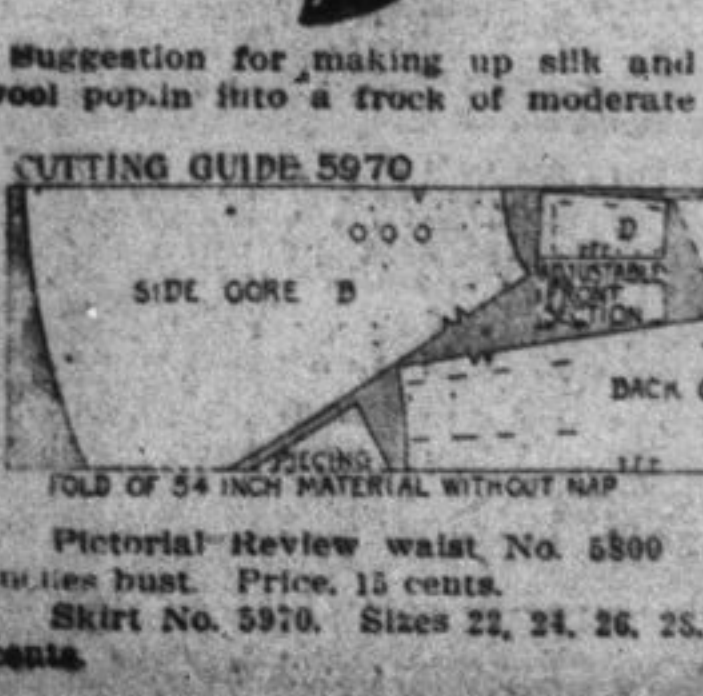 Suggestion for making up silk and
wool poplin into a frock of moderate
CUTTING GUIDE 5970
SIDE GORE B
D
ADJUSTABLE
FRONT
SECTION
BACK
PIECING
FOLD OF 54 INCH MATERIAL WITHOUT NAP
Pictorial Review waist No. 5800
inches bust. Price, 15 cents.
Skirt No. 5970. Sizes 22, 24, 26, 28.
cents.